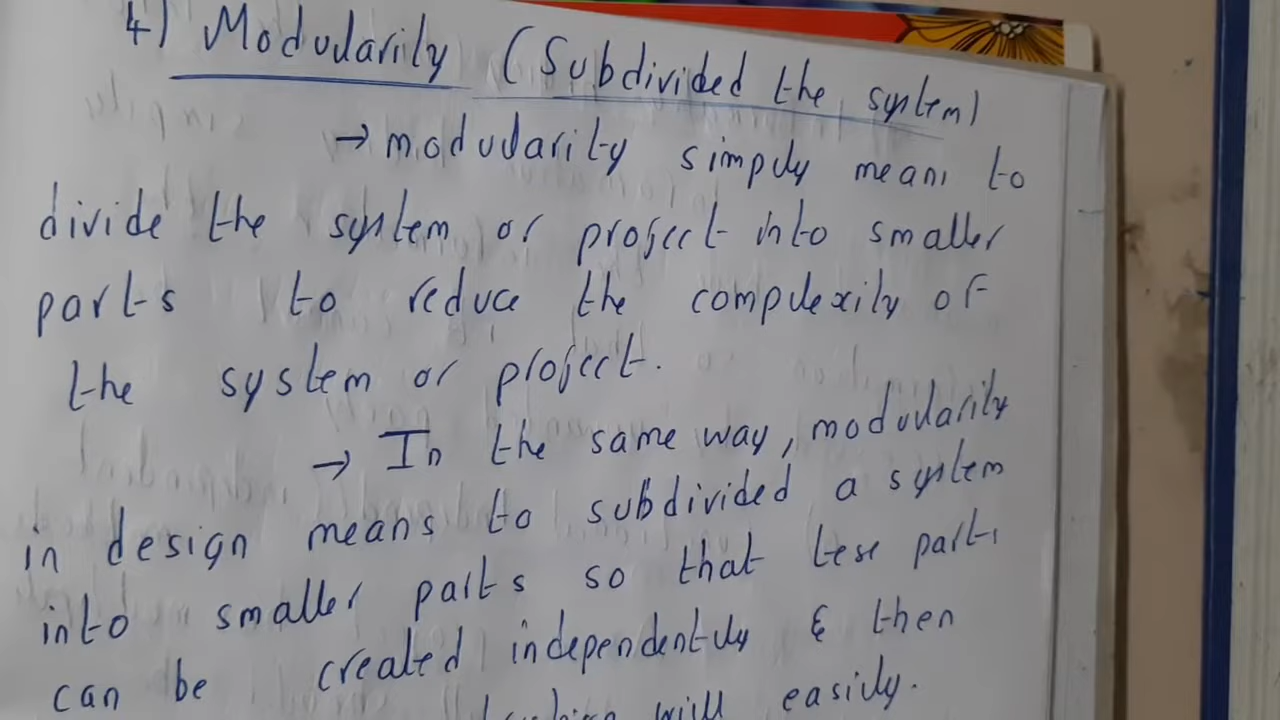 4) Modularity (Subdivided the system)
→ modularity simply means to
divide the system or project into smaller
parts to reduce the complexity of
the system or project.
→ In the same way, modularity
in design means to subdivided a system
into smaller parts so that tese parts
can be created independently & then
will easily.